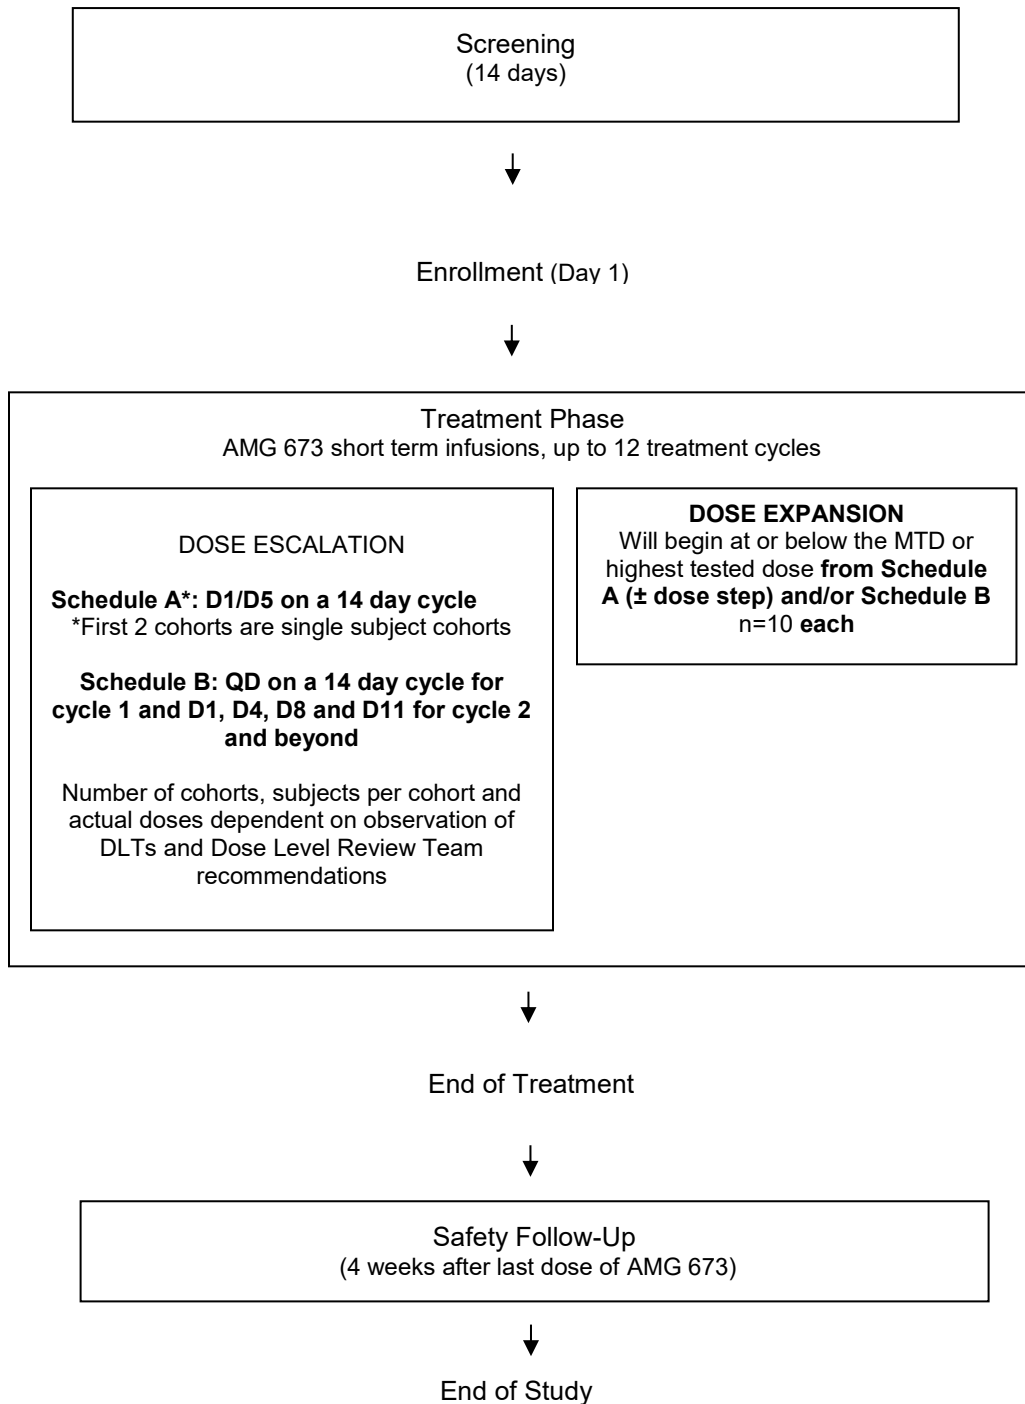 Screening
(14 days)
Enrollment (Day 1)
Treatment Phase
AMG 673 short term infusions, up to 12 treatment cycles
DOSE ESCALATION
Schedule A*: D1/D5 on a 14 day cycle
*First 2 cohorts are single subject cohorts
Schedule B: QD on a 14 day cycle for
cycle 1 and D1, D4, D8 and D11 for cycle 2
and beyond
Number of cohorts, subjects per cohort and
actual doses dependent on observation of
DLTs and Dose Level Review Team
recommendations
DOSE EXPANSION
Will begin at or below the MTD or
highest tested dose from Schedule
A (± dose step) and/or Schedule B
n=10 each
End of Treatment
Safety Follow-Up
(4 weeks after last dose of AMG 673)
End of Study